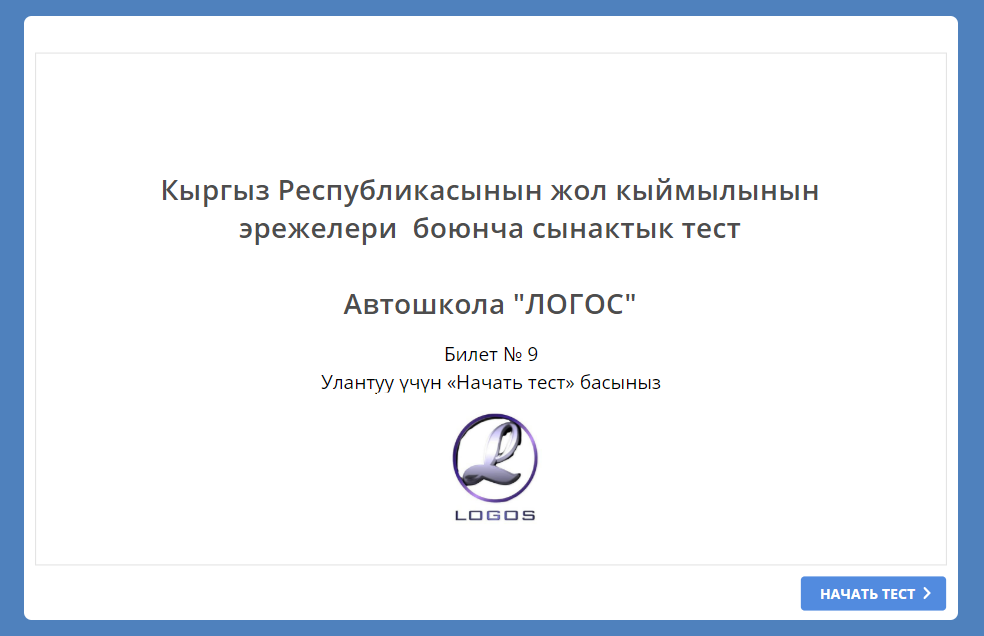 Кыргыз Республикасынын жол кыймылынын
эрежелери боюнча сынактык тест
Автошкола "ЛОГОС"
Билет № 9
Улантуу үчүн «Начать тест» басыныз
LOGOS
НАЧАТЬ ТЕСТ